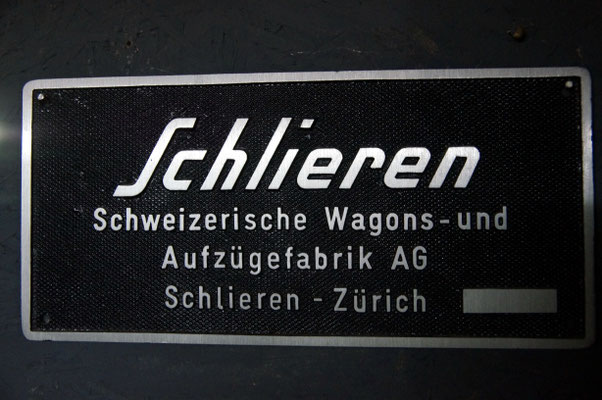 Schlieren
Schweizerische Wagons-und
Aufzügefabrik AG
Schlieren - Zürich